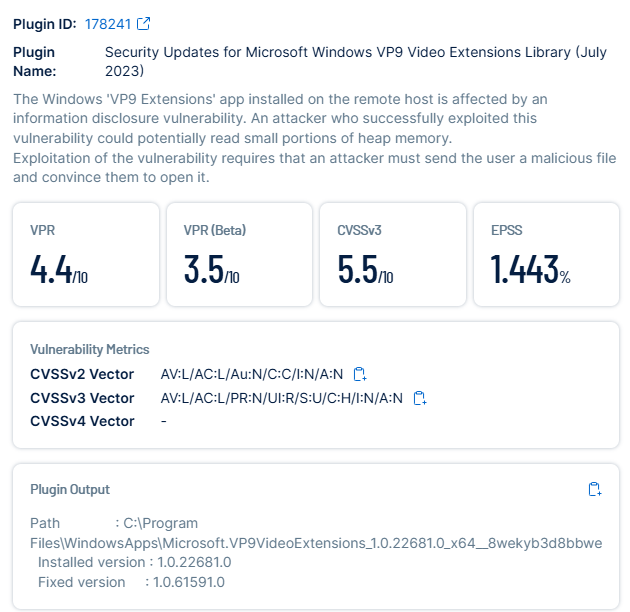 Plugin ID: 178241
Plugin Name: Security Updates for Microsoft Windows VP9 Video Extensions Library (July 2023)
The Windows 'VP9 Extensions' app installed on the remote host is affected by an
information disclosure vulnerability. An attacker who successfully exploited this
vulnerability could potentially read small portions of heap memory.
Exploitation of the vulnerability requires that an attacker must send the user a malicious file
and convince them to open it.
VPR
4.4/10
VPR (Beta)
3.5/10
CVSSv3
5.5/10
EPSS
1.443%
Vulnerability Metrics
CVSSv2 Vector AV:L/AC:L/Au:N/C:C/I:N/A:N
CVSSv3 Vector AV:L/AC:L/PR:N/UI:R/S:U/C:H/I:N/A:N
CVSSv4 Vector -
Plugin Output
Path : C:\Program
Files\WindowsApps\Microsoft.VP9VideoExtensions_1.0.22681.0_x64__8wekyb3d8bbwe
Installed version : 1.0.22681.0
Fixed version : 1.0.61591.0